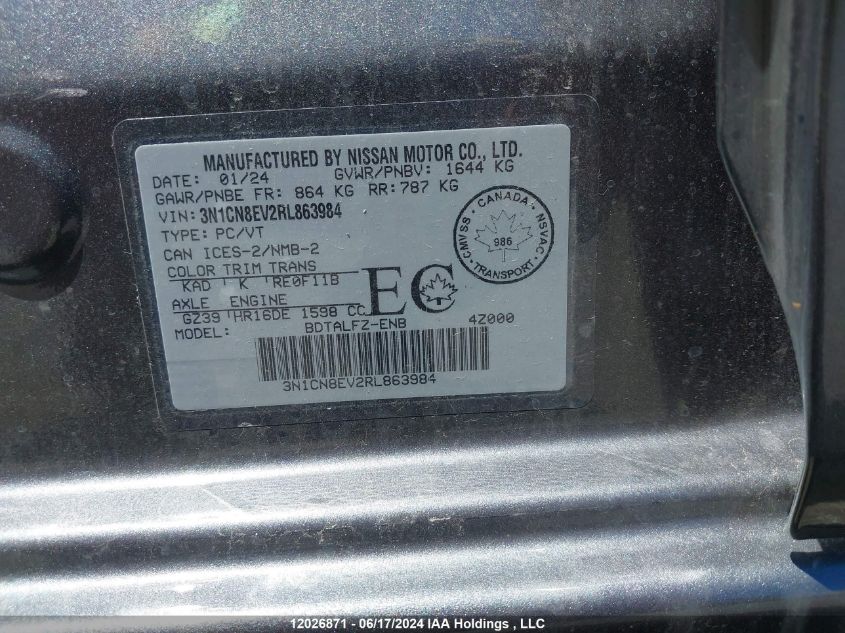 MANUFACTURED BY NISSAN MOTOR CO., LTD.
DATE: 01/24 GVWR/PNBV: 1644 KG
GAWR/PNBE FR: 864 KG RR: 787 KG
VIN: 3N1CN8EV2RL863984
TYPE: PC/VT
CAN ICES-2/NMB-2
COLOR TRIM TRANS
KAD K RE0F11B
AXLE ENGINE
GZ39 HR16DE 1598 CC
MODEL: BDTALFZ-ENB 4Z000
3N1CN8EV2RL863984
EC
CANADA
CMVSS NSVAC
986
TRANSPORT
12026871 - 06/17/2024 IAA Holdings , LLC